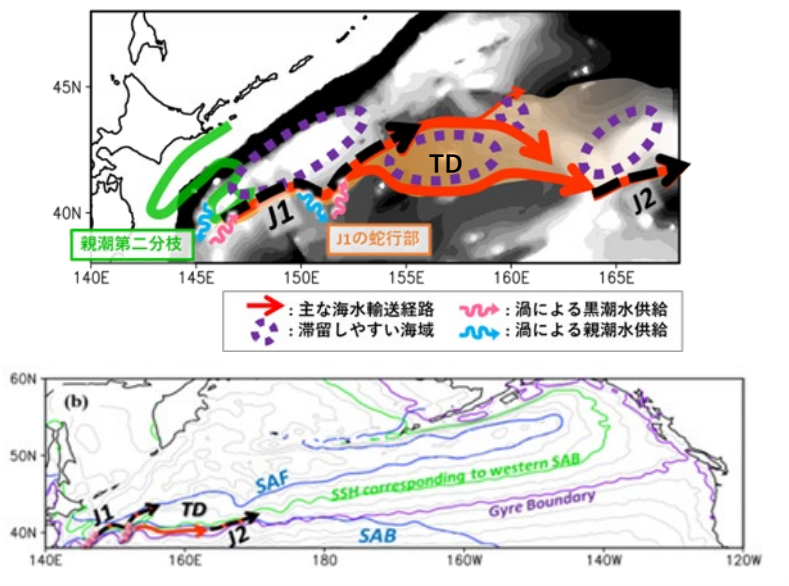 45N
40N
TD
J1
J2
親潮第二分枝
J1の蛇行部
140E
145E
150E
155E
160E
165E
: 主な海水輸送経路
: 渦による黒潮水供給
: 滞留しやすい海域
: 渦による親潮水供給
60N
(b)
50N
SAF
SSH corresponding to western SAB
Gyre Boundary
J1
TD
J2
SAB
40N
140E
160E
180
160W
140W
120W